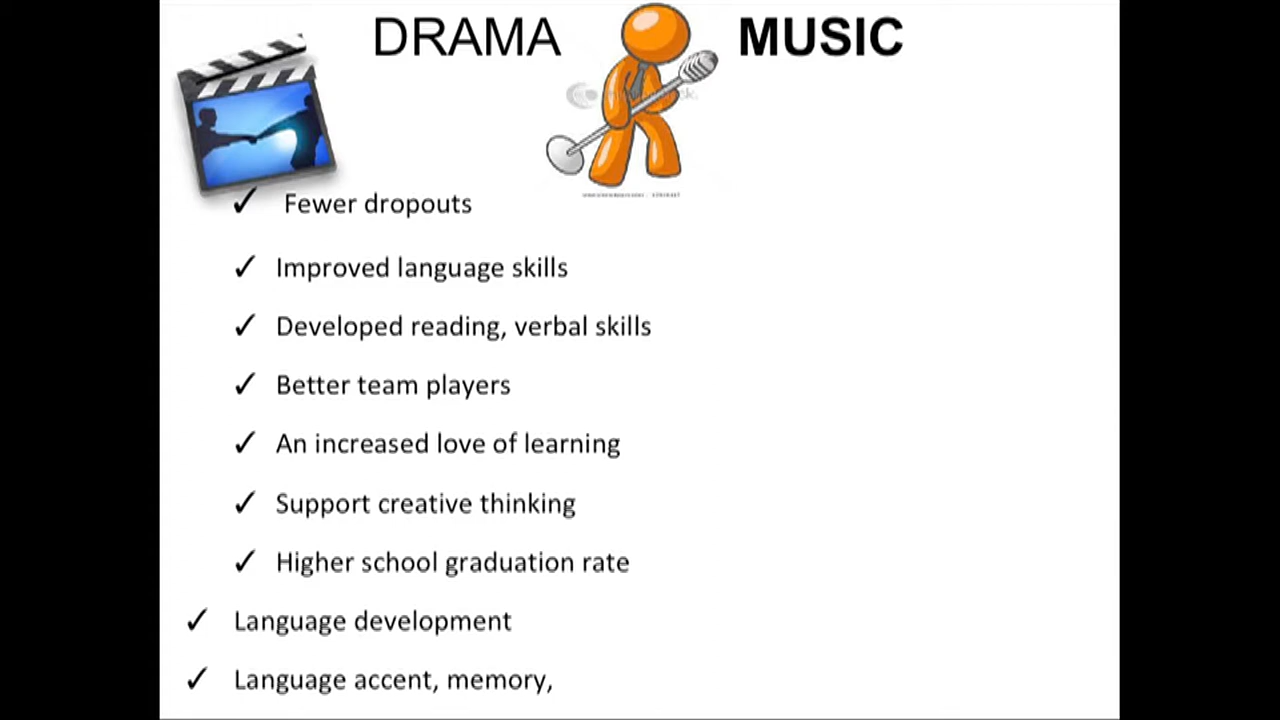 DRAMA MUSIC
✓ Fewer dropouts
✓ Improved language skills
✓ Developed reading, verbal skills
✓ Better team players
✓ An increased love of learning
✓ Support creative thinking
✓ Higher school graduation rate
✓ Language development
✓ Language accent, memory,